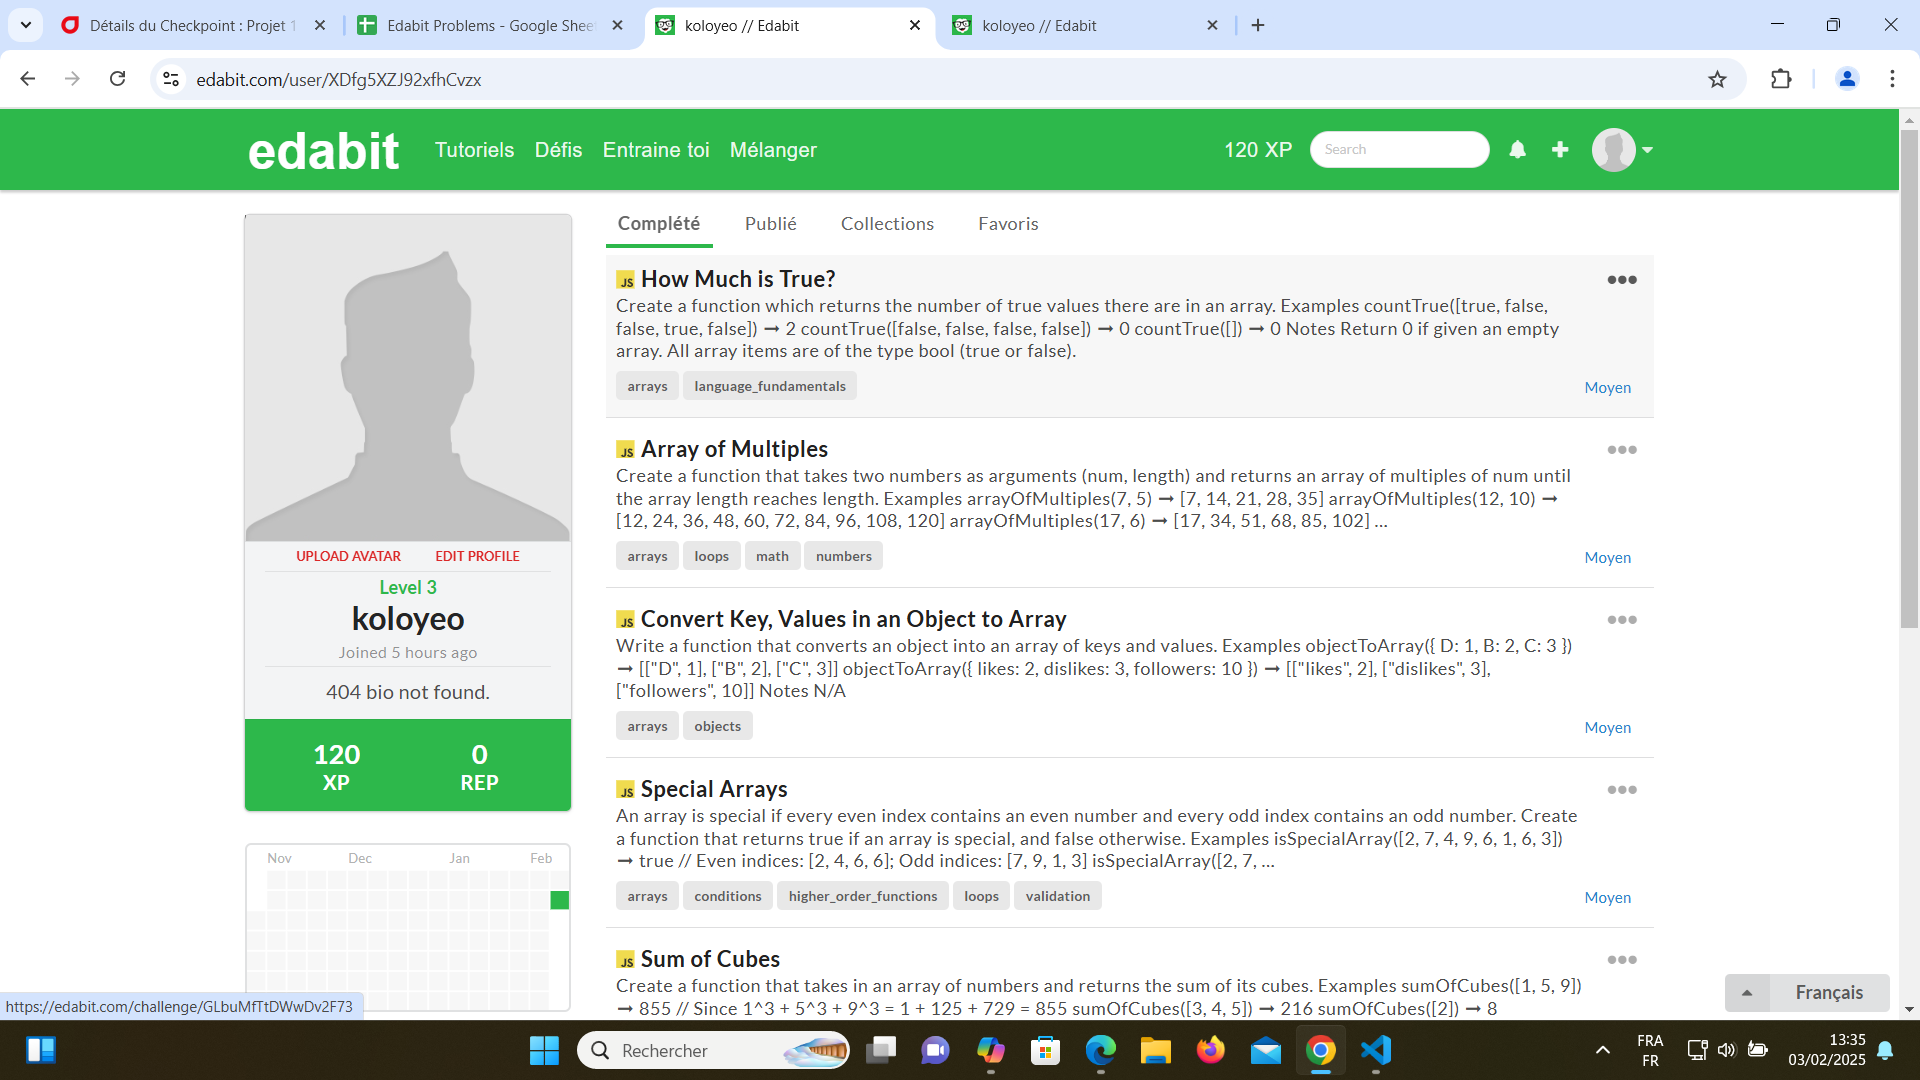 Détails du Checkpoint : Projet 1
Edabit Problems - Google Shee
koloyeo // Edabit
koloyeo // Edabit
edabit.com/user/XDfg5XZJ92xfhCvzx
edabit
Tutoriels
Défis
Entraine toi
Mélanger
120 XP
Search
UPLOAD AVATAR
EDIT PROFILE
Level 3
koloyeo
Joined 5 hours ago
404 bio not found.
120
XP
0
REP
Nov
Dec
Jan
Feb
Complété
Publié
Collections
Favoris
JS How Much is True?
Create a function which returns the number of true values there are in an array. Examples countTrue([true, false,
false, true, false]) ➞ 2 countTrue([false, false, false, false]) ➞ 0 countTrue([]) ➞ 0 Notes Return 0 if given an empty
array. All array items are of the type bool (true or false).
arrays
language_fundamentals
Moyen
JS Array of Multiples
Create a function that takes two numbers as arguments (num, length) and returns an array of multiples of num until
the array length reaches length. Examples arrayOfMultiples(7, 5) ➞ [7, 14, 21, 28, 35] arrayOfMultiples(12, 10) ➞
[12, 24, 36, 48, 60, 72, 84, 96, 108, 120] arrayOfMultiples(17, 6) ➞ [17, 34, 51, 68, 85, 102] ...
arrays
loops
math
numbers
Moyen
JS Convert Key, Values in an Object to Array
Write a function that converts an object into an array of keys and values. Examples objectToArray({ D: 1, B: 2, C: 3 })
➞ [["D", 1], ["B", 2], ["C", 3]] objectToArray({ likes: 2, dislikes: 3, followers: 10 }) ➞ [["likes", 2], ["dislikes", 3],
["followers", 10]] Notes N/A
arrays
objects
Moyen
JS Special Arrays
An array is special if every even index contains an even number and every odd index contains an odd number. Create
a function that returns true if an array is special, and false otherwise. Examples isSpecialArray([2, 7, 4, 9, 6, 1, 6, 3])
➞ true // Even indices: [2, 4, 6, 6]; Odd indices: [7, 9, 1, 3] isSpecialArray([2, 7, ...
arrays
conditions
higher_order_functions
loops
validation
Moyen
JS Sum of Cubes
Create a function that takes in an array of numbers and returns the sum of its cubes. Examples sumOfCubes([1, 5, 9])
➞ 855 // Since 1^3 + 5^3 + 9^3 = 1 + 125 + 729 = 855 sumOfCubes([3, 4, 5]) ➞ 216 sumOfCubes([2]) ➞ 8
Français
https://edabit.com/challenge/GLbuMfTtDWwDv2F73
Rechercher
FRA
FR
13:35
03/02/2025